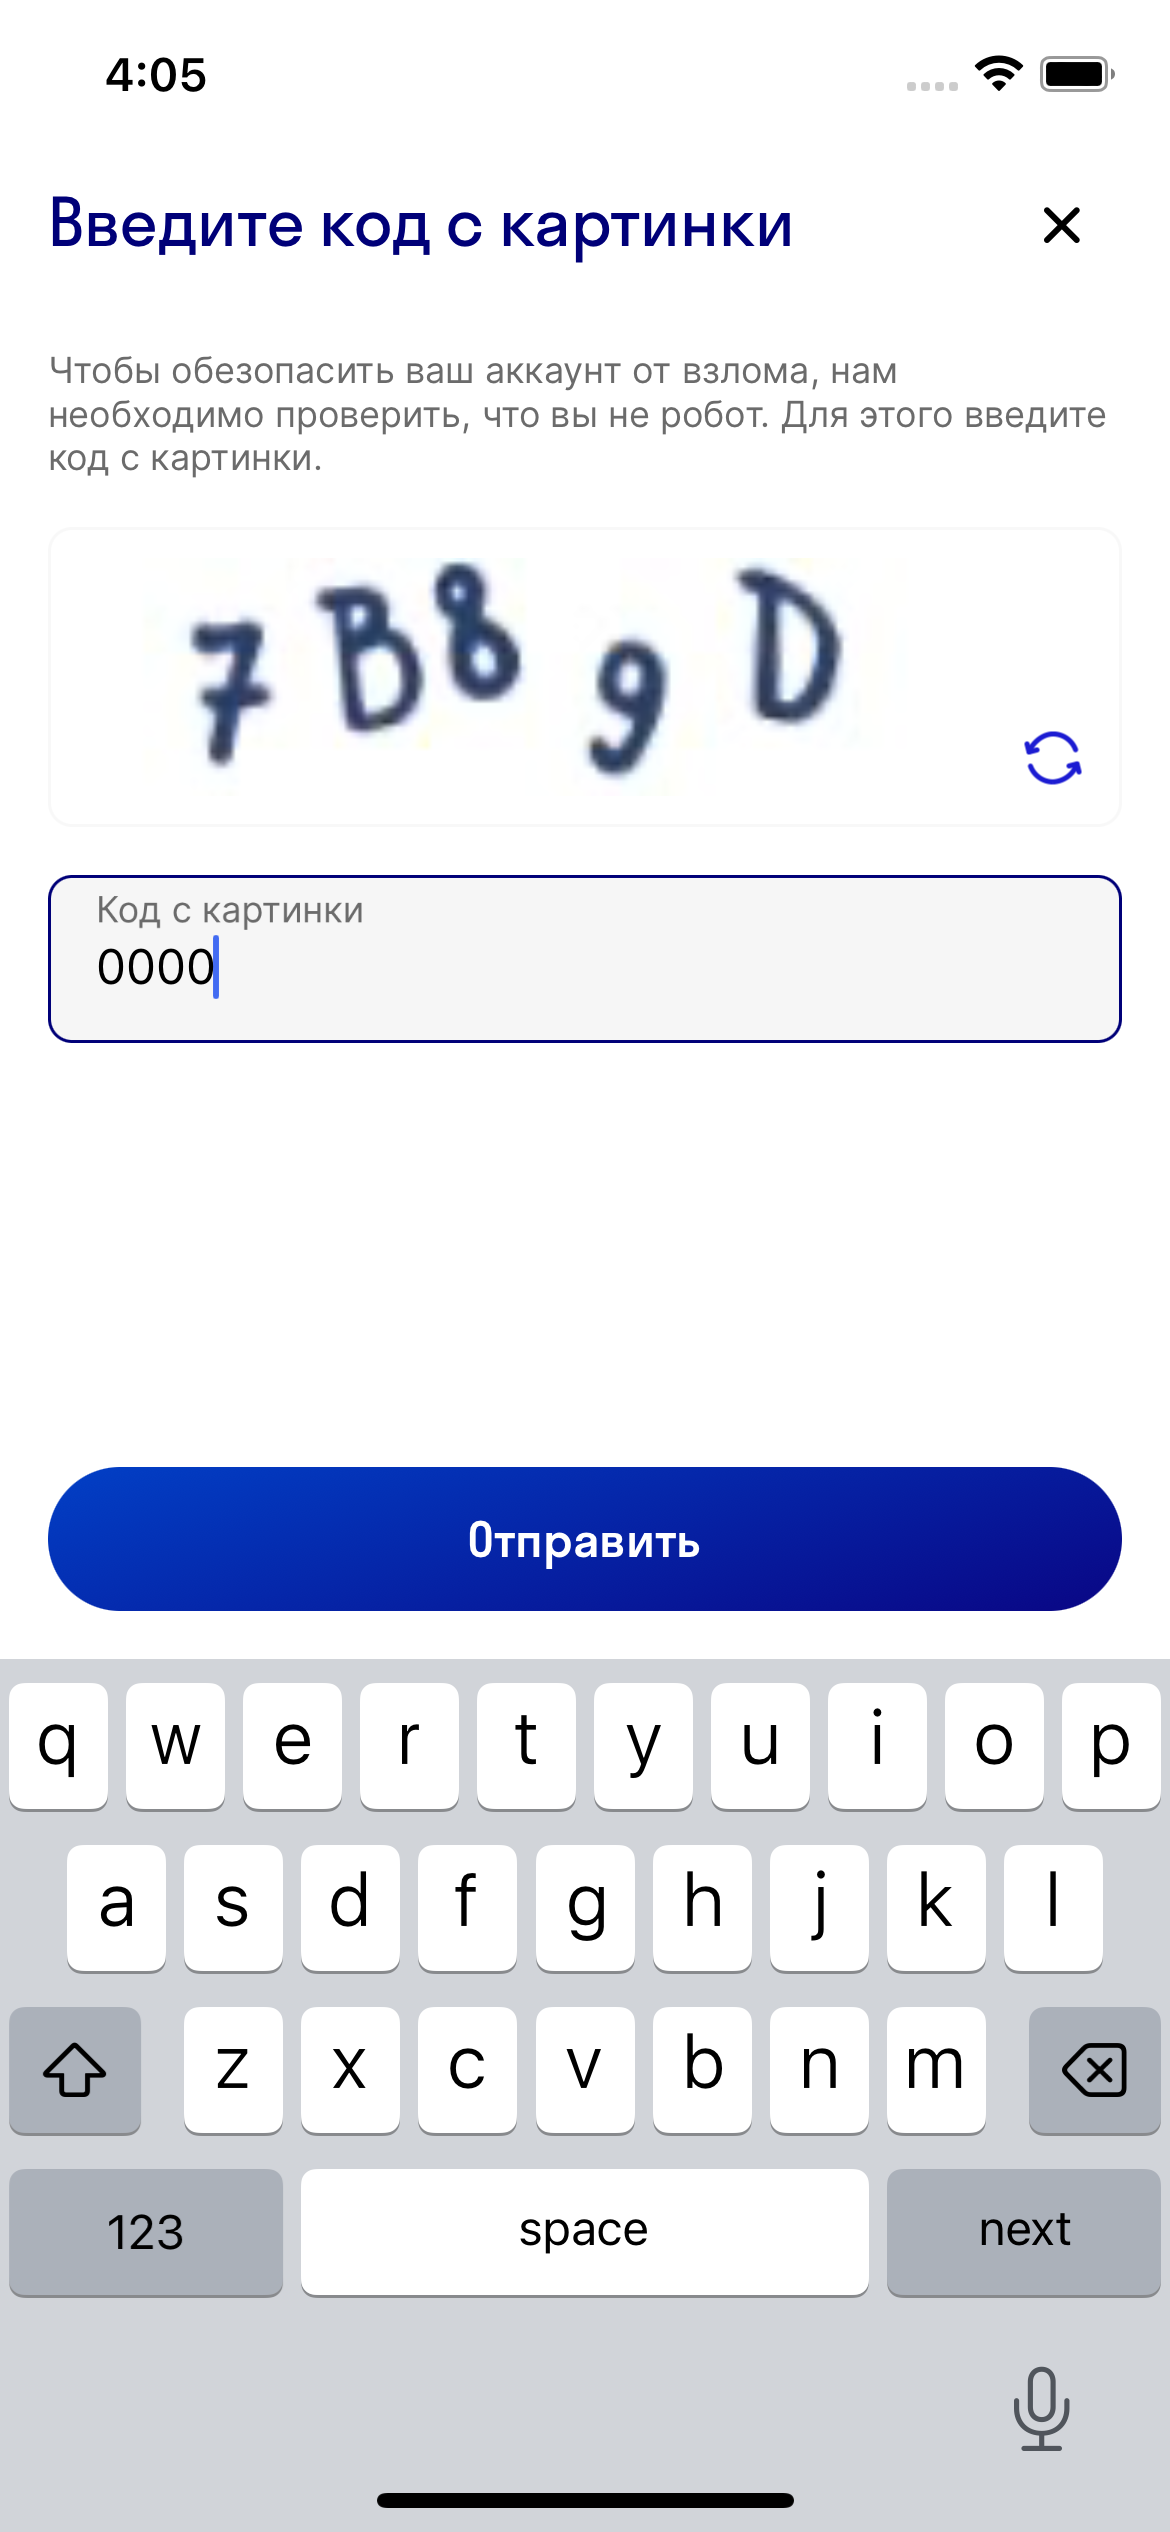 4:05
Введите код с картинки
Чтобы обезопасить ваш аккаунт от взлома, нам
необходимо проверить, что вы не робот. Для этого введите
код с картинки.
7B89D
Код с картинки
0000
Отправить
q w e r t y u i o p
a s d f g h j k l
z x c v b n m
123 space next